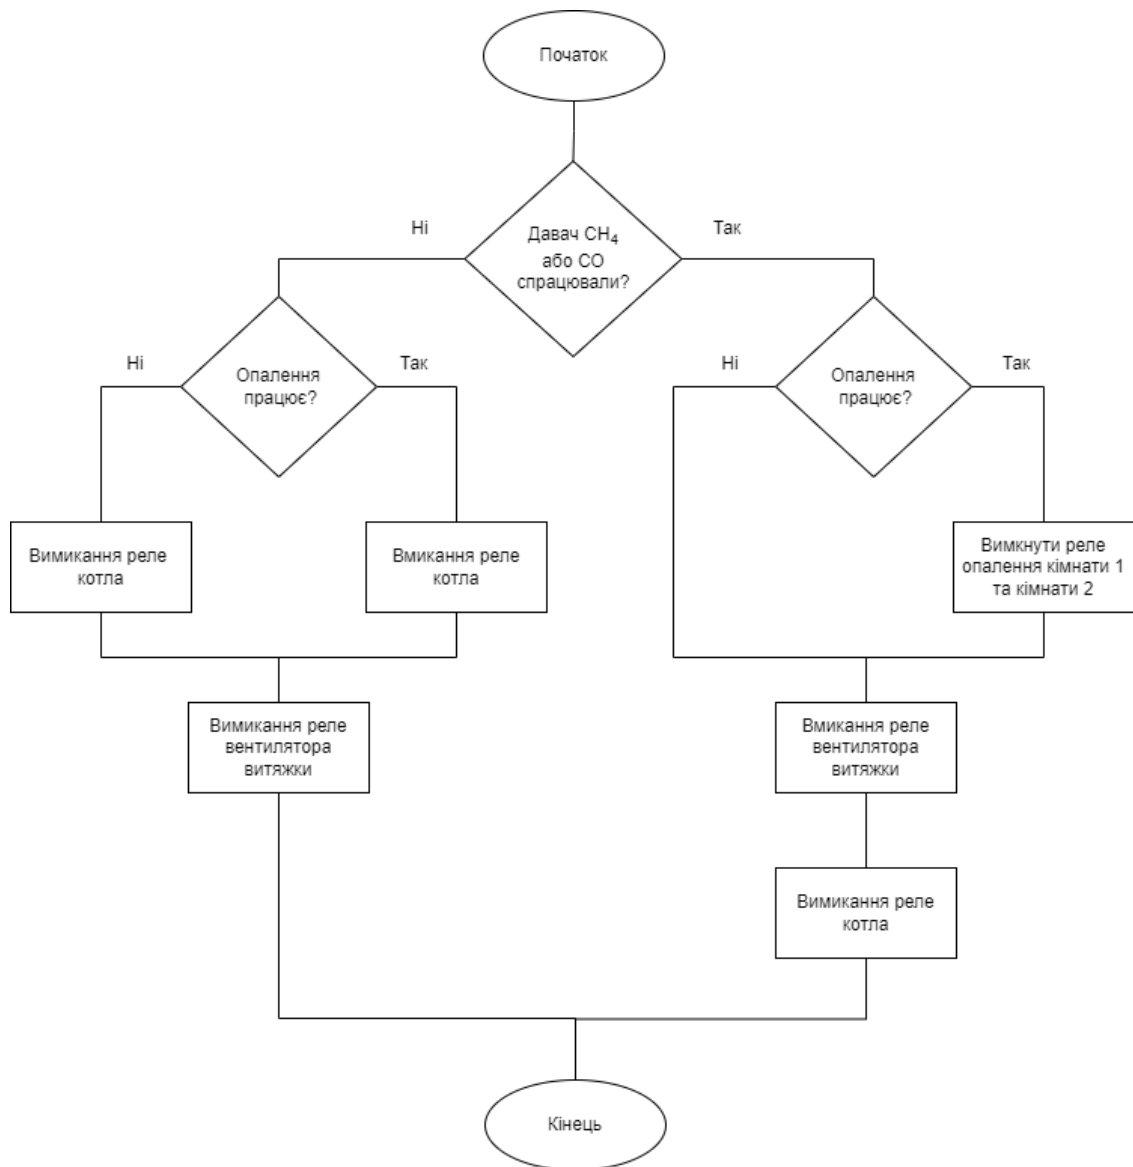 Початок
Ні
Давач CH₄
або CO
спрацювали?
Так
Ні
Опалення
працює?
Так
Ні
Опалення
працює?
Так
Вимикання реле
котла
Вмикання реле
котла
Вимкнути реле
опалення кімнати 1
та кімнати 2
Вимикання реле
вентилятора
витяжки
Вмикання реле
вентилятора
витяжки
Вимикання реле
котла
Кінець